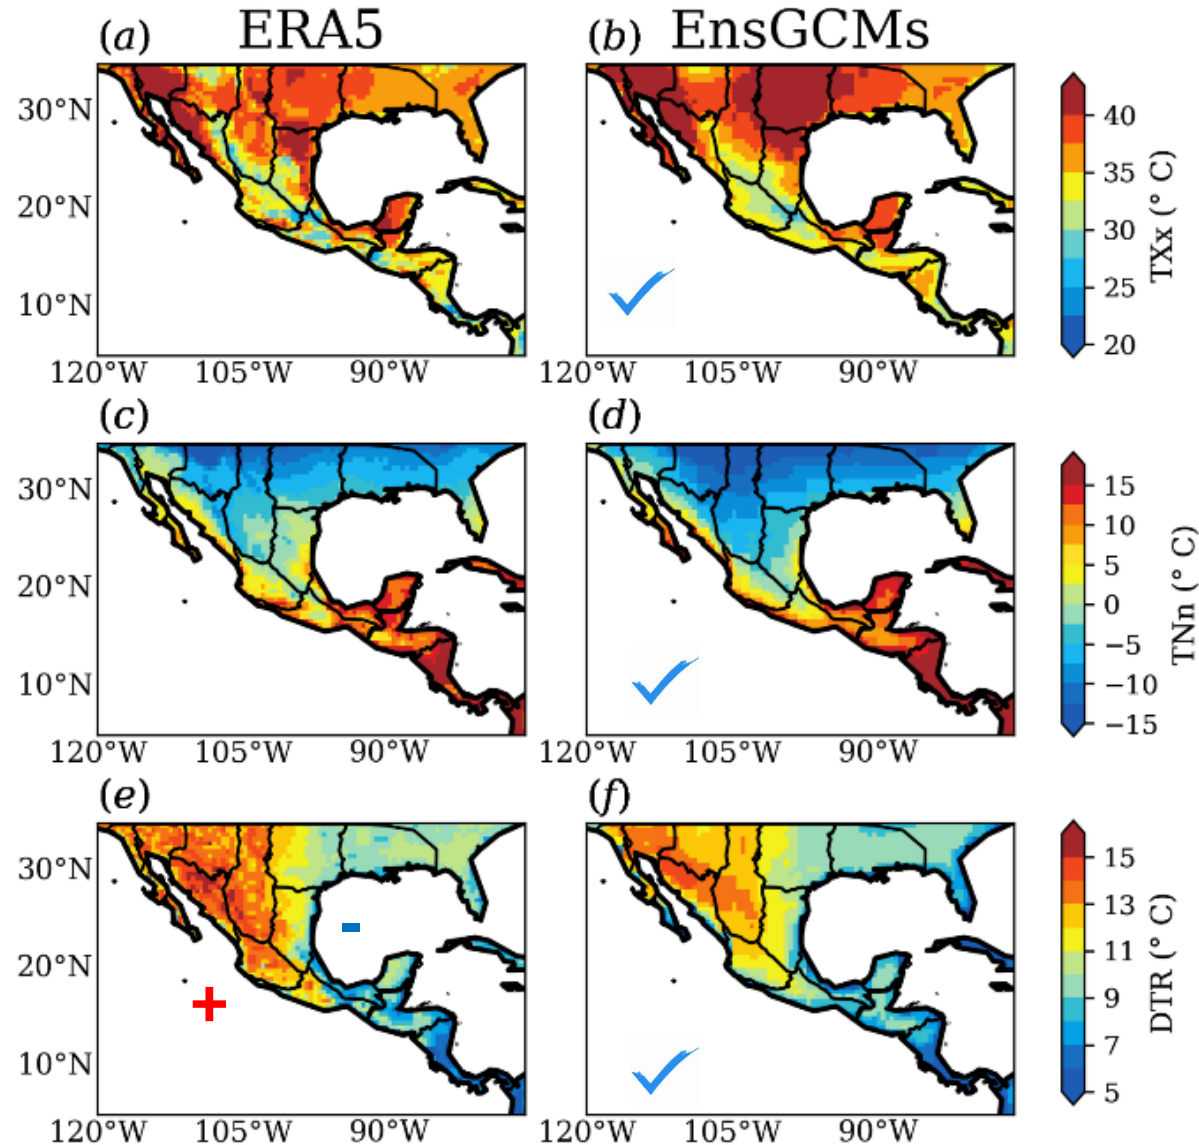 ERA5 EnsGCMs
(a) (b)
30°N
20°N
10°N
120°W 105°W 90°W 120°W 105°W 90°W
40
35
30
25
20
TXx (° C)
(c) (d)
30°N
20°N
10°N
120°W 105°W 90°W 120°W 105°W 90°W
15
10
5
0
−5
−10
−15
TNn (° C)
(e) (f)
30°N
20°N
10°N
120°W 105°W 90°W 120°W 105°W 90°W
15
13
11
9
7
5
DTR (° C)
+
-